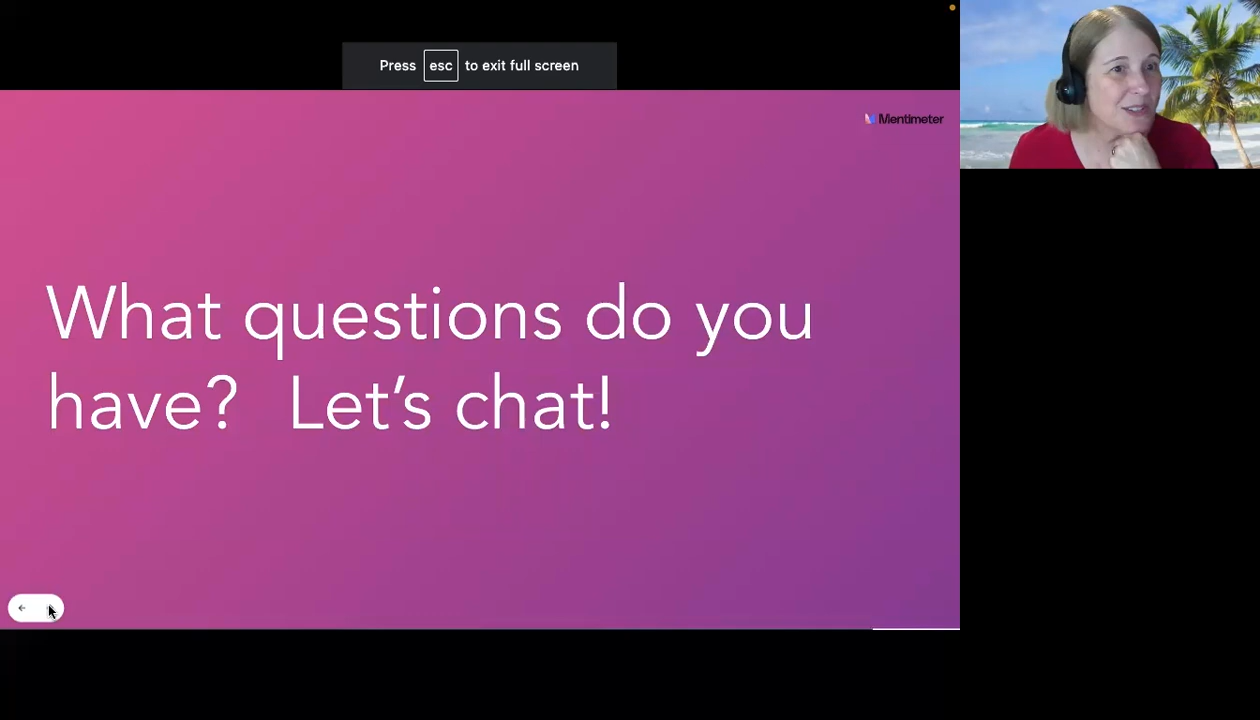 Press esc to exit full screen
Mentimeter
What questions do you
have? Let's chat!